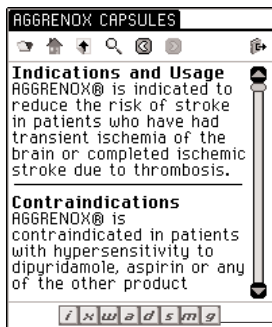 AGGRENOX CAPSULES
Indications and Usage
AGGRENOX® is indicated to
reduce the risk of stroke
in patients who have had
transient ischemia of the
brain or completed ischemic
stroke due to thrombosis.
Contraindications
AGGRENOX® is
contraindicated in patients
with hypersensitivity to
dipyridamole, aspirin or any
of the other product
i x w a d s m g